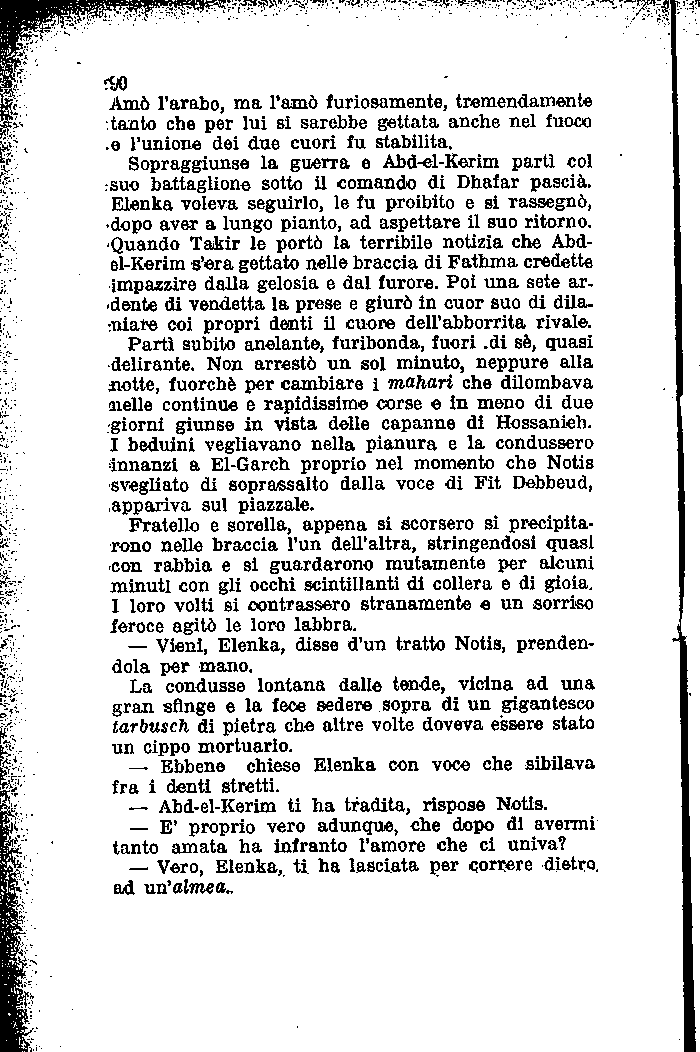 90
Amò l'arabo, ma l'amò furiosamente, tremendamente
tanto che per lui si sarebbe gettata anche nel fuoco
e l'unione dei due cuori fu stabilita.
Sopraggiunse la guerra e Abd-el-Kerim partì col
suo battaglione sotto il comando di Dhafar pascià.
Elenka voleva seguirlo, le fu proibito e si rassegnò,
dopo aver a lungo pianto, ad aspettare il suo ritorno.
Quando Takir le portò la terribile notizia che Abd-
el-Kerim s'era gettato nelle braccia di Fathma credette
impazzire dalla gelosia e dal furore. Poi una sete ar-
dente di vendetta la prese e giurò in cuor suo di dila-
niare coi propri denti il cuore dell'abborrita rivale.
Partì subito anelante, furibonda, fuori .di sè, quasi
delirante. Non arrestò un sol minuto, neppure alla
notte, fuorchè per cambiare i mahari che dilombava
nelle continue e rapidissime corse e in meno di due
giorni giunse in vista delle capanne di Hossanieh.
I beduini vegliavano nella pianura e la condussero
innanzi a El-Garch proprio nel momento che Notis
svegliato di soprassalto dalla voce di Fit Debbeud,
appariva sul piazzale.
Fratello e sorella, appena si scorsero si precipita-
rono nelle braccia l'un dell'altra, stringendosi quasi
con rabbia e si guardarono mutamente per alcuni
minuti con gli occhi scintillanti di collera e di gioia.
I loro volti si contrassero stranamente e un sorriso
feroce agitò le loro labbra.
— Vieni, Elenka, disse d'un tratto Notis, prenden-
dola per mano.
La condusse lontana dalle tende, vicina ad una
gran sfinge e la fece sedere sopra di un gigantesco
tarbusch di pietra che altre volte doveva essere stato
un cippo mortuario.
— Ebbene chiese Elenka con voce che sibilava
fra i denti stretti.
— Abd-el-Kerim ti ha tradita, rispose Notis.
— E' proprio vero adunque, che dopo di avermi
tanto amata ha infranto l'amore che ci univa?
— Vero, Elenka, ti ha lasciata per correre dietro
ad un'almea..